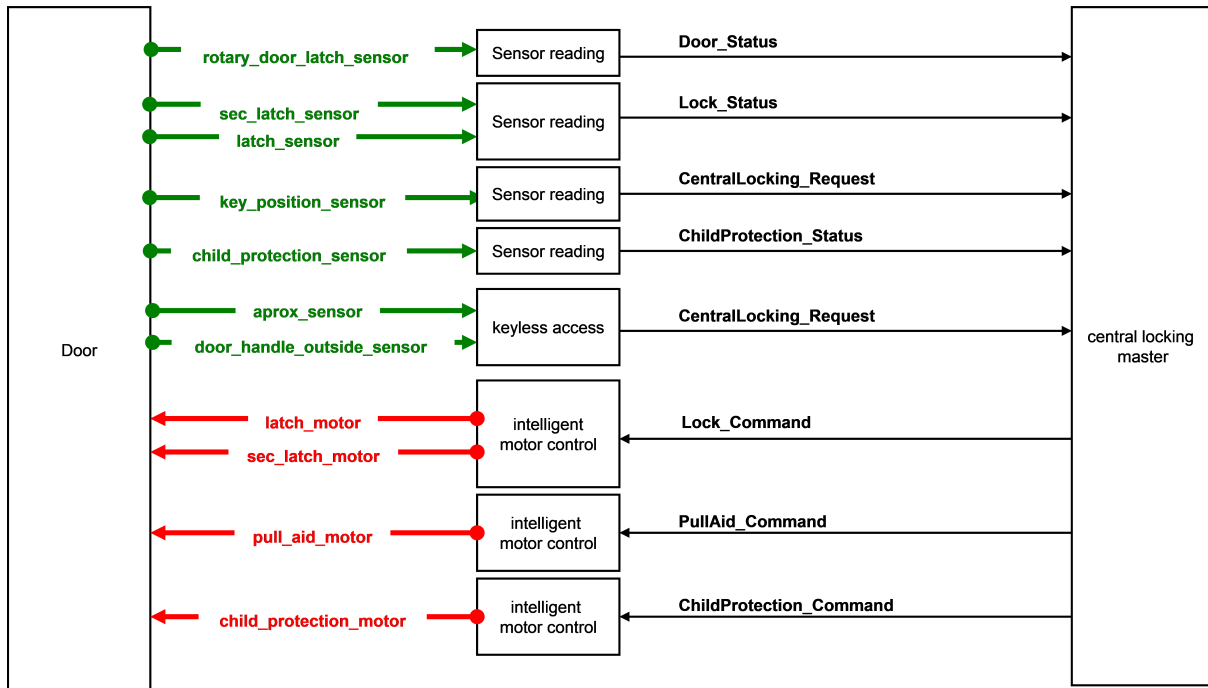 rotary_door_latch_sensor
Sensor reading
Door_Status
sec_latch_sensor
latch_sensor
Sensor reading
Lock_Status
key_position_sensor
Sensor reading
CentralLocking_Request
child_protection_sensor
Sensor reading
ChildProtection_Status
aprox_sensor
door_handle_outside_sensor
keyless access
CentralLocking_Request
Door
central locking
master
latch_motor
sec_latch_motor
intelligent
motor control
Lock_Command
pull_aid_motor
intelligent
motor control
PullAid_Command
child_protection_motor
intelligent
motor control
ChildProtection_Command